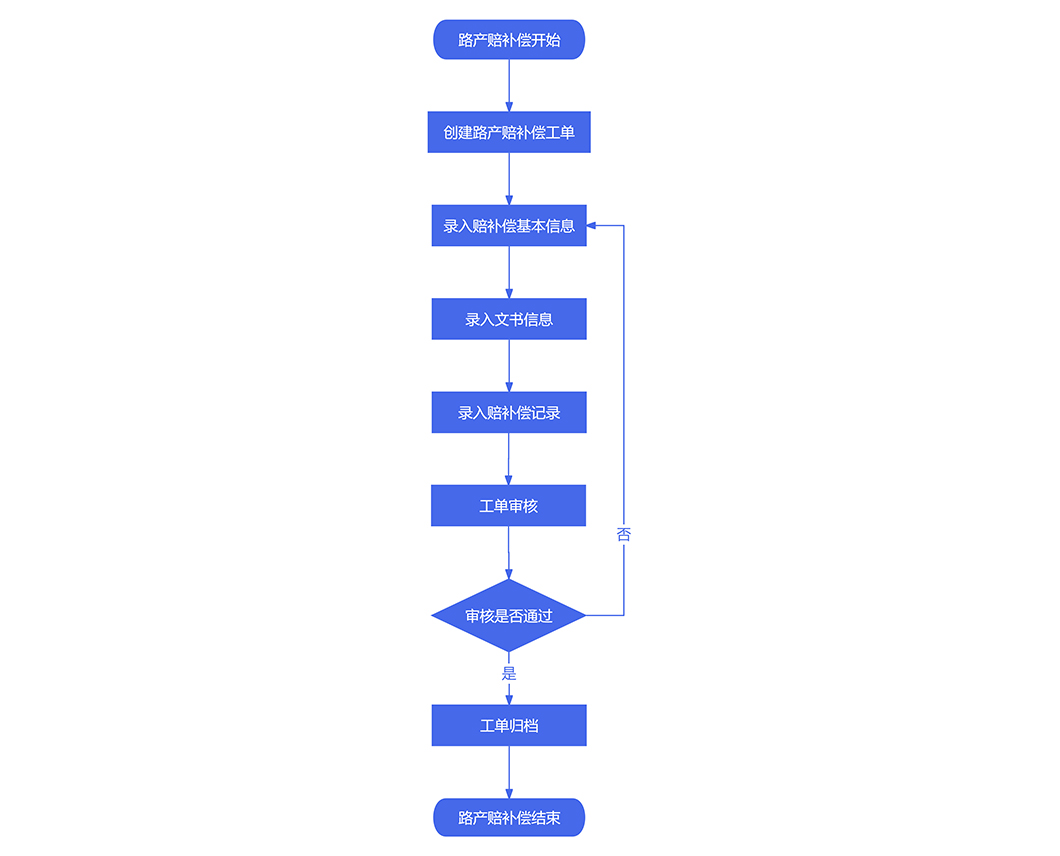 路产赔补偿开始
创建路产赔补偿工单
录入赔补偿基本信息
录入文书信息
录入赔补偿记录
工单审核
否
审核是否通过
是
工单归档
路产赔补偿结束